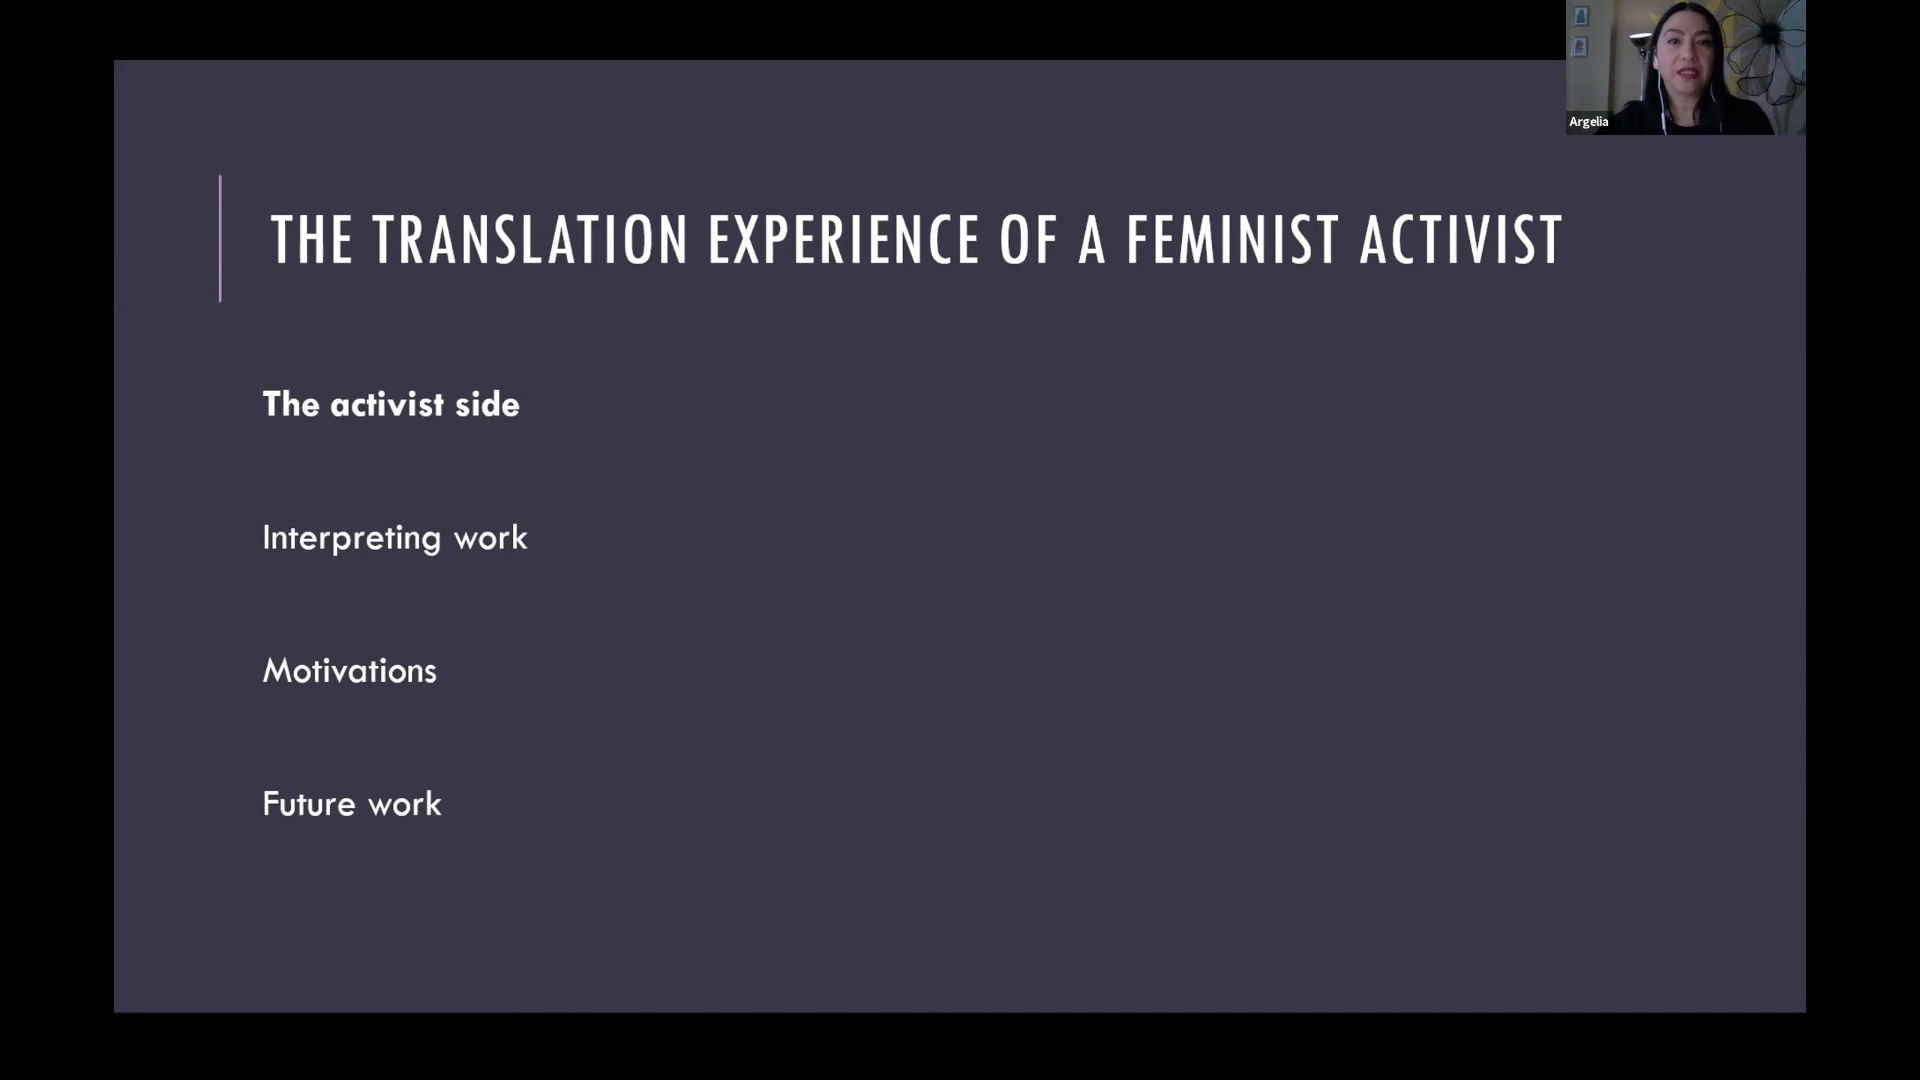 THE TRANSLATION EXPERIENCE OF A FEMINIST ACTIVIST
The activist side
Interpreting work
Motivations
Future work
Argelia